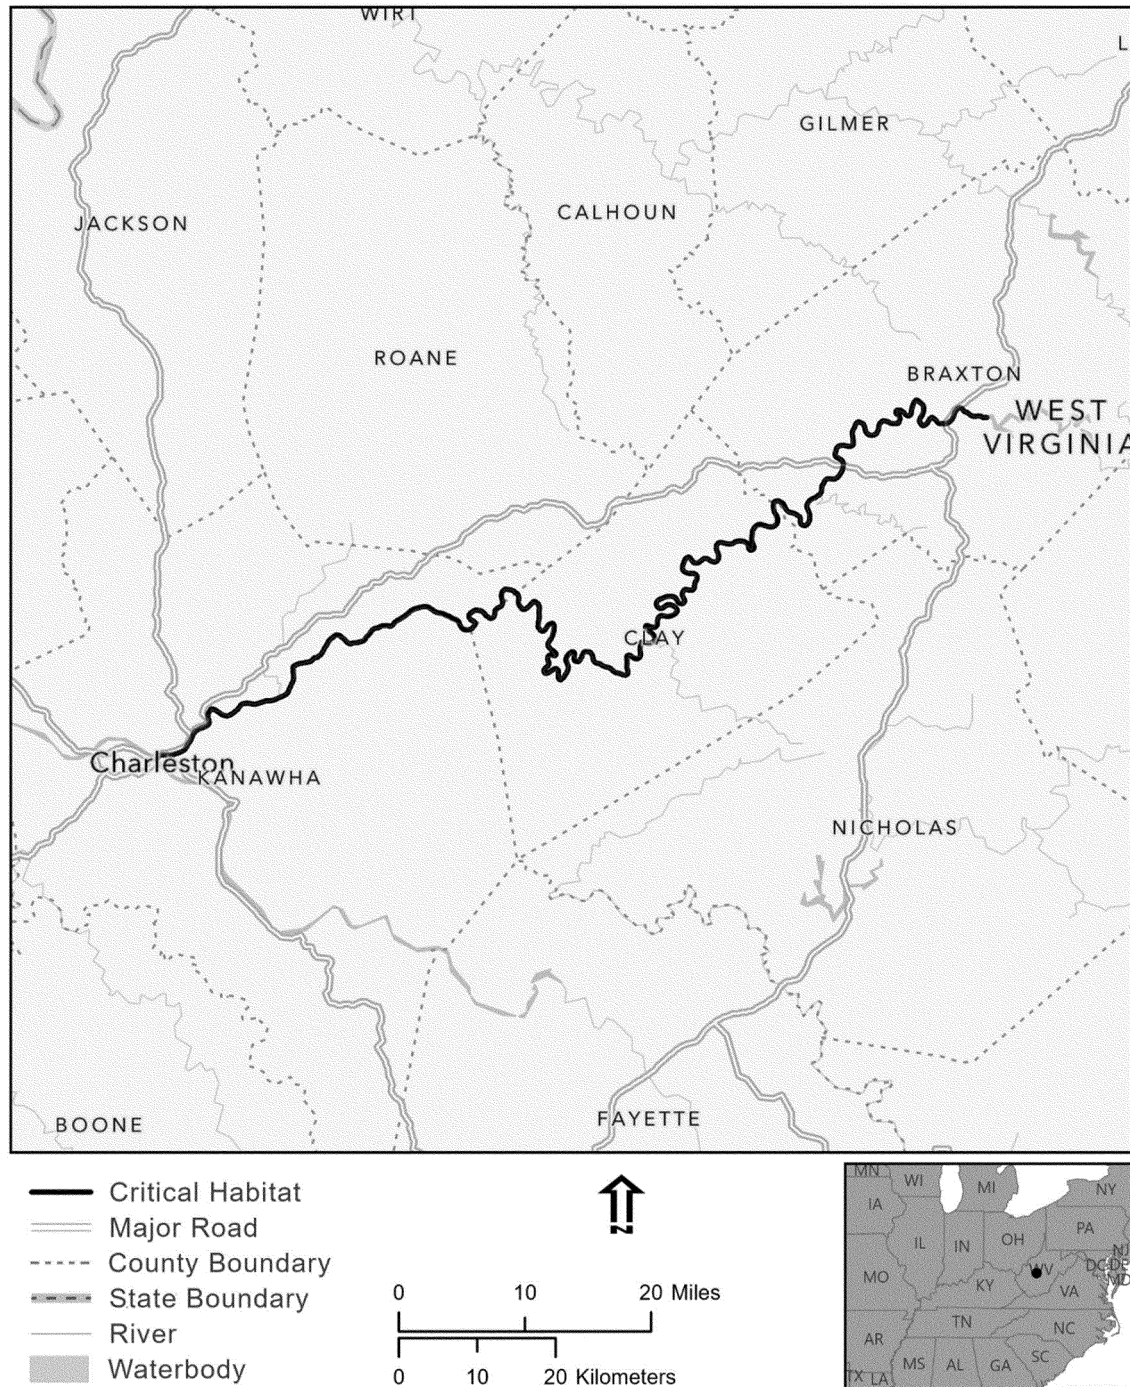 WIRT
L
GILMER
JACKSON
CALHOUN
ROANE
BRAXTON
WEST
VIRGINIA
CLAY
Charleston
KANAWHA
NICHOLAS
BOONE
FAYETTE
Critical Habitat
Major Road
County Boundary
State Boundary
River
Waterbody
N
0 10 20 Miles
0 10 20 Kilometers
MN
WI
MI
NY
IA
PA
IL
IN
OH
NJ
MO
WV
DC
DE
MD
KY
VA
TN
NC
AR
SC
MS
AL
GA
TX
LA